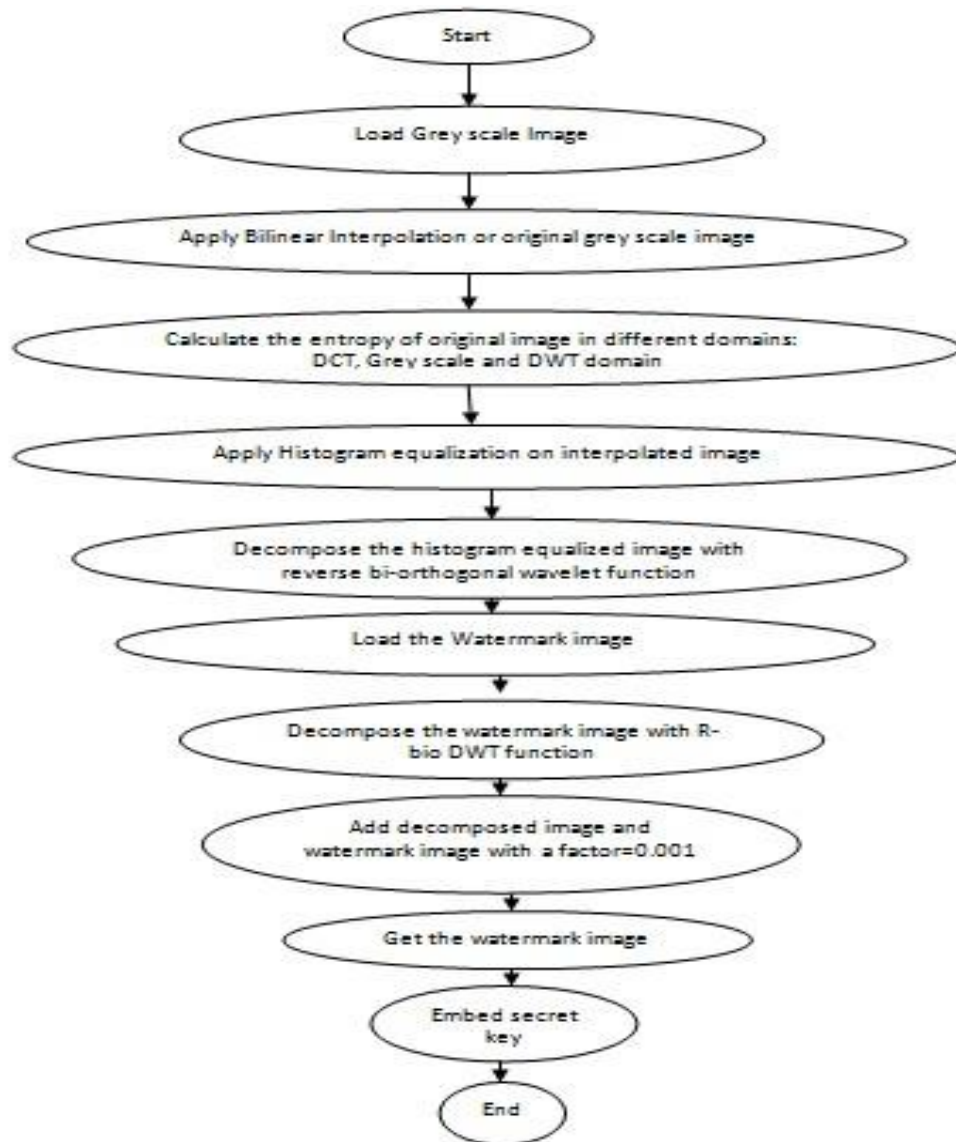 Start
Load Grey scale Image
Apply Bilinear Interpolation or original grey scale image
Calculate the entropy of original image in different domains:
DCT, Grey scale and DWT domain
Apply Histogram equalization on interpolated image
Decompose the histogram equalized image with
reverse bi-orthogonal wavelet function
Load the Watermark image
Decompose the watermark image with R-
bio DWT function
Add decomposed image and
watermark image with a factor=0.001
Get the watermark image
Embed secret
key
End